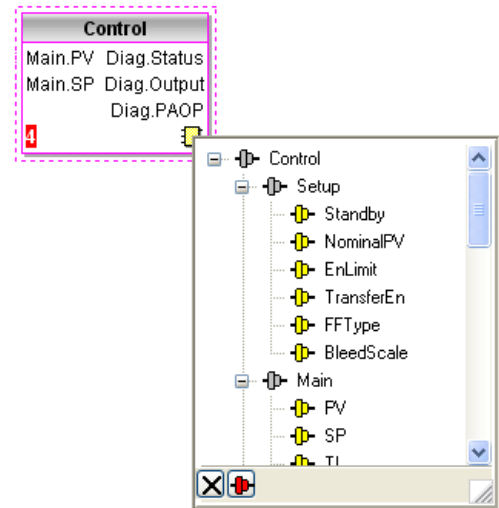 Control
Main.PV Diag.Status
Main.SP Diag.Output
Diag.PAOP
4
Control
Setup
Standby
NominalPV
EnLimit
TransferEn
FFType
BleedScale
Main
PV
SP